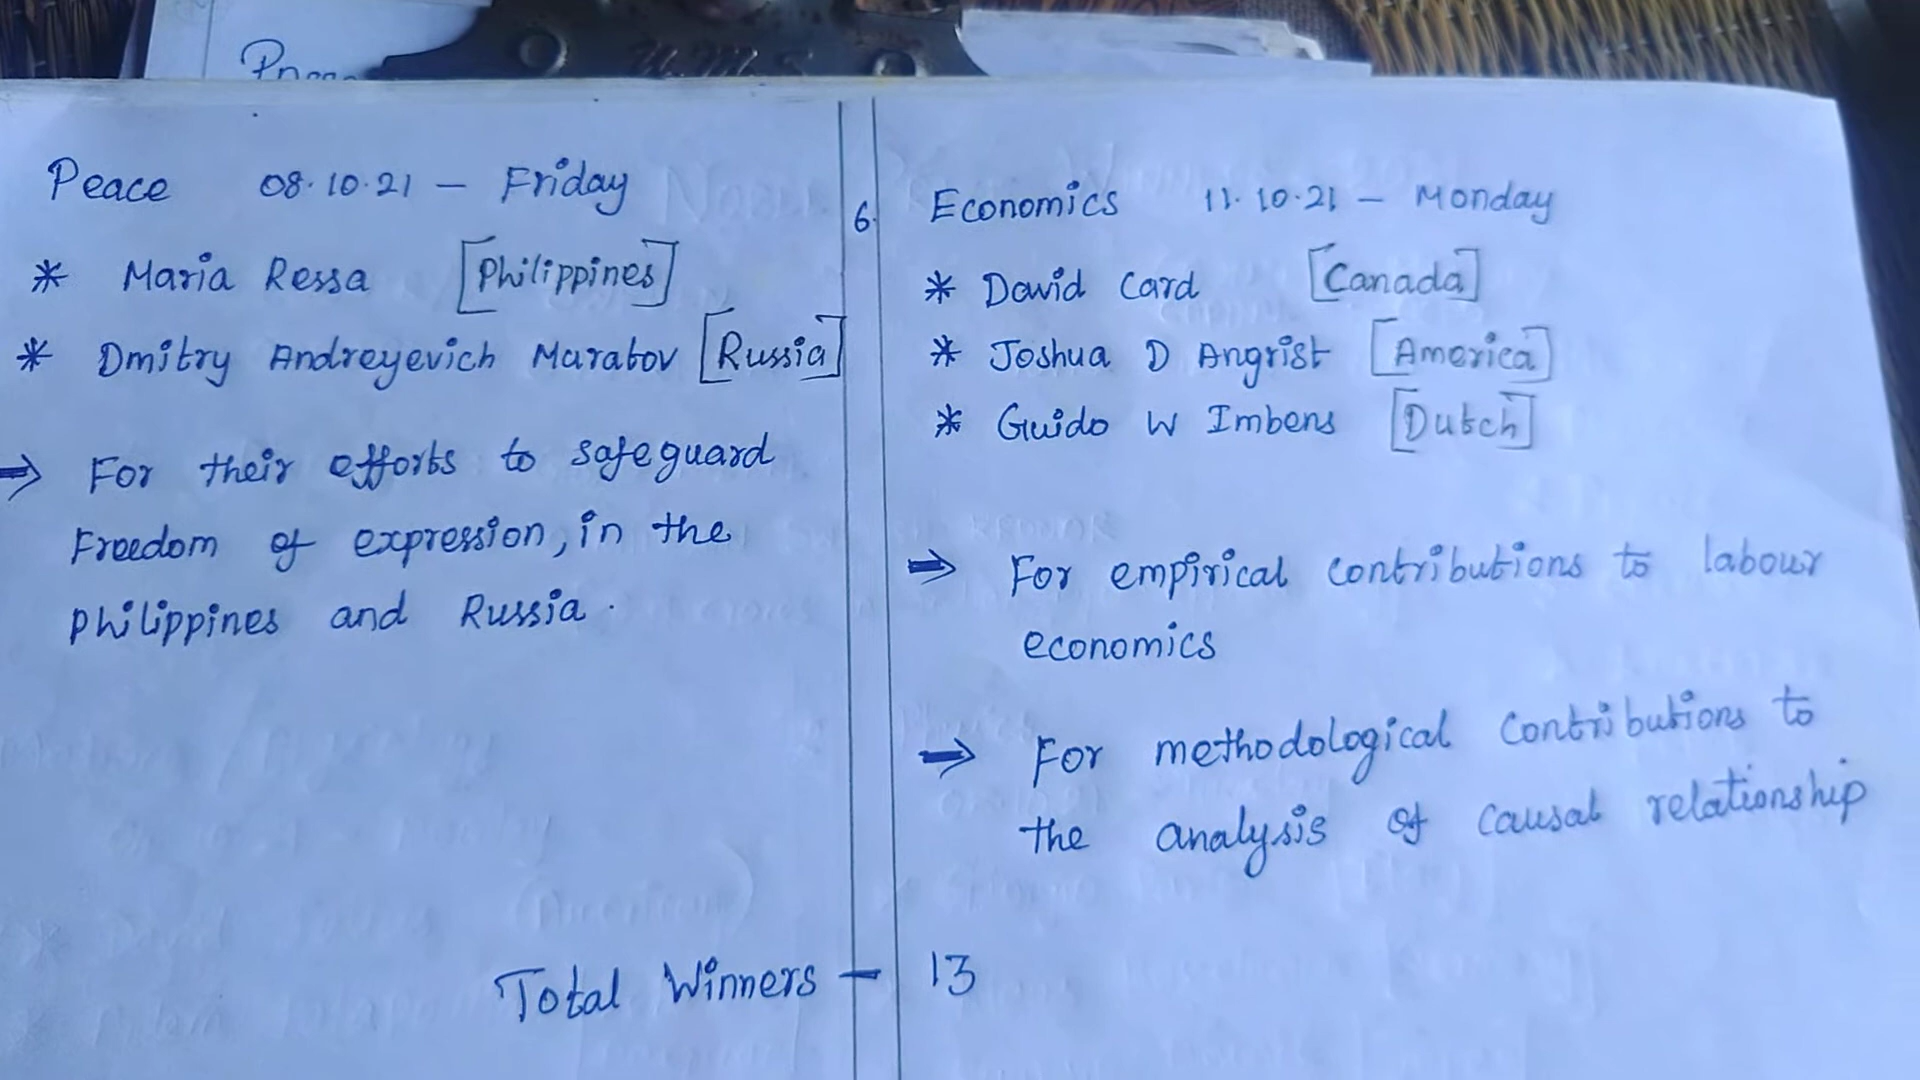 Peace 08.10.21 – Friday
* Maria Ressa [Philippines]
* Dmitry Andreyevich Muratov [Russia]
⇒ For their efforts to safeguard
Freedom of expression, in the
Philippines and Russia.
6. Economics 11.10.21 – Monday
* David Card [Canada]
* Joshua D Angrist [America]
* Guido W Imbens [Dutch]
⇒ For empirical contributions to labour
economics
⇒ For methodological contributions to
the analysis of causal relationship
Total Winners – 13